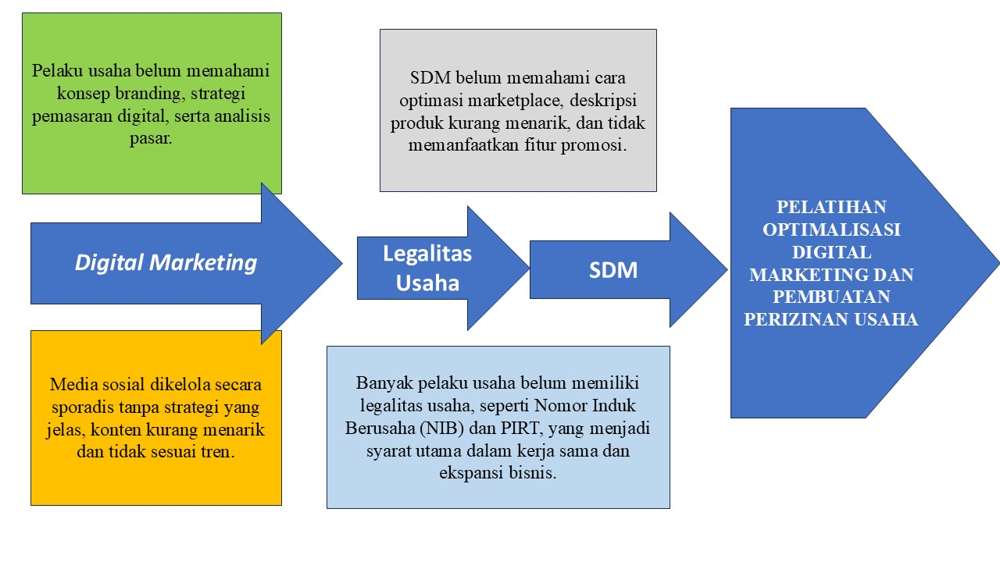 Pelaku usaha belum memahami
konsep branding, strategi
pemasaran digital, serta analisis
pasar.
SDM belum memahami cara
optimasi marketplace, deskripsi
produk kurang menarik, dan tidak
memanfaatkan fitur promosi.
Digital Marketing
Legalitas
Usaha
SDM
PELATIHAN
OPTIMALISASI
DIGITAL
MARKETING DAN
PEMBUATAN
PERIZINAN USAHA
Media sosial dikelola secara
sporadis tanpa strategi yang
jelas, konten kurang menarik
dan tidak sesuai tren.
Banyak pelaku usaha belum memiliki
legalitas usaha, seperti Nomor Induk
Berusaha (NIB) dan PIRT, yang menjadi
syarat utama dalam kerja sama dan
ekspansi bisnis.